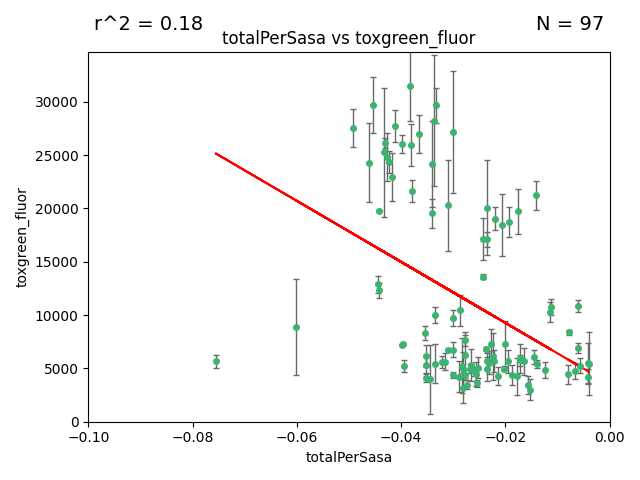 r^2 = 0.18
N = 97
totalPerSasa vs toxgreen_fluor
30000
25000
20000
15000
10000
5000
0
toxgreen_fluor
−0.10
−0.08
−0.06
−0.04
−0.02
0.00
totalPerSasa